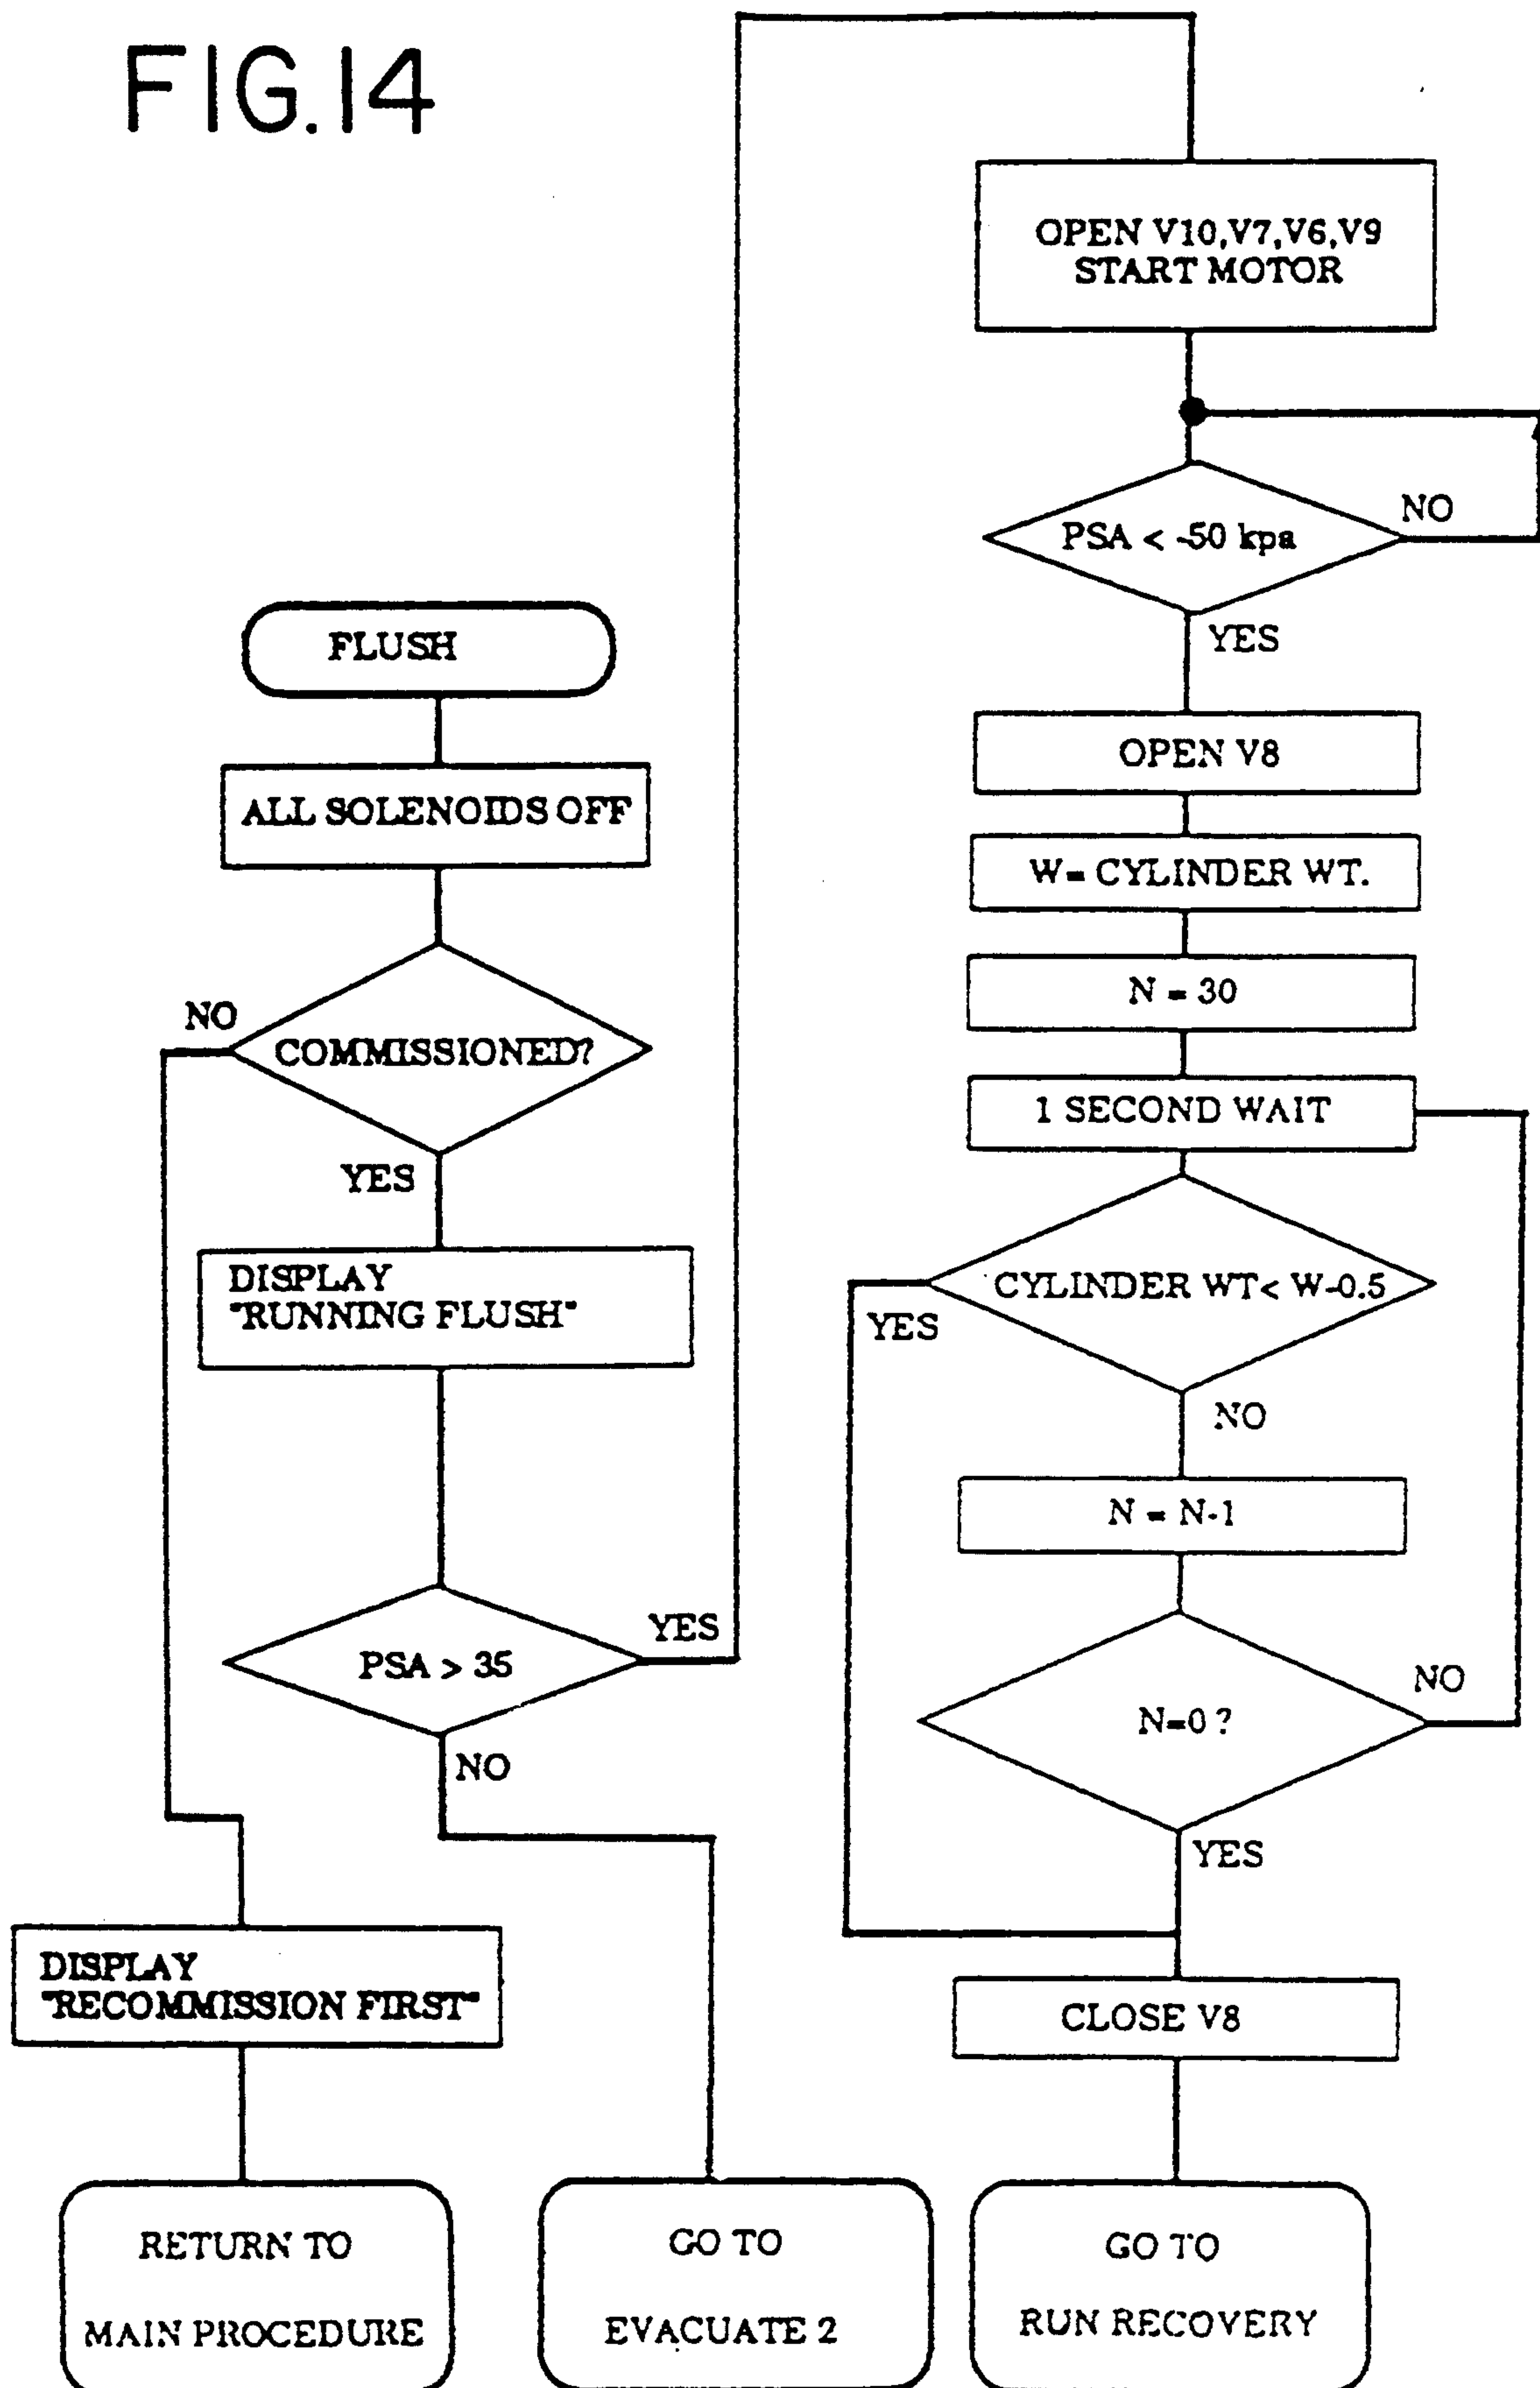 FIG.14
FLUSH
ALL SOLENOIDS OFF
COMMISSIONED?
NO
YES
DISPLAY
"RUNNING FLUSH"
PSA > 35
YES
NO
DISPLAY
"RECOMMISSION FIRST"
RETURN TO
MAIN PROCEDURE
GO TO
EVACUATE 2
OPEN V10,V7,V6,V9
START MOTOR
PSA < -50 kpa
NO
YES
OPEN V8
W= CYLINDER WT.
N = 30
1 SECOND WAIT
CYLINDER WT< W-0.5
YES
NO
N = N-1
N=0 ?
NO
YES
CLOSE V8
GO TO
RUN RECOVERY